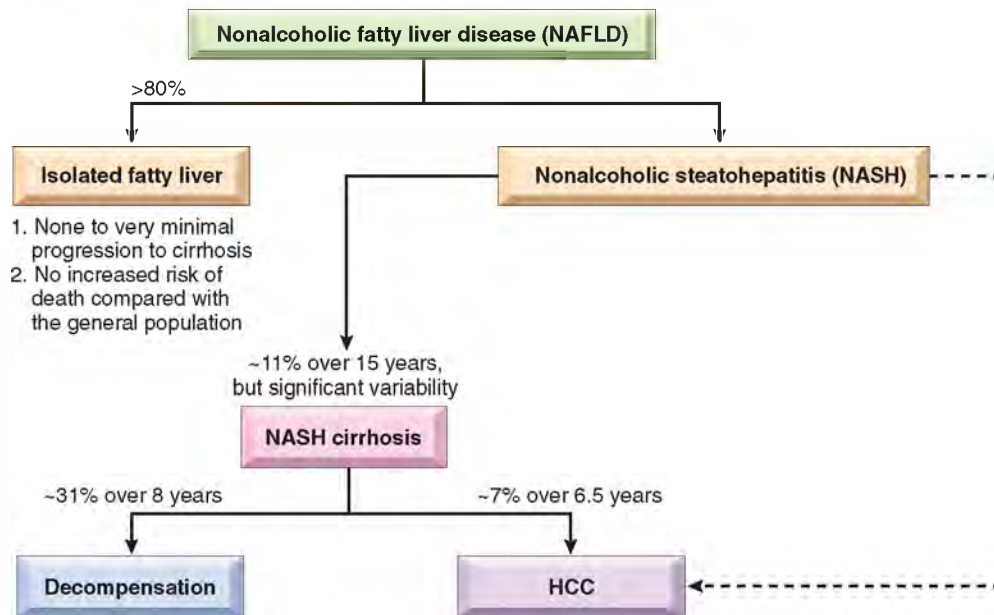 Nonalcoholic fatty liver disease (NAFLD)
>80%
Isolated fatty liver
Nonalcoholic steatohepatitis (NASH)
1. None to very minimal
progression to cirrhosis
2. No increased risk of
death compared with
the general population
~11% over 15 years,
but significant variability
NASH cirrhosis
~31% over 8 years
~7% over 6.5 years
Decompensation
HCC